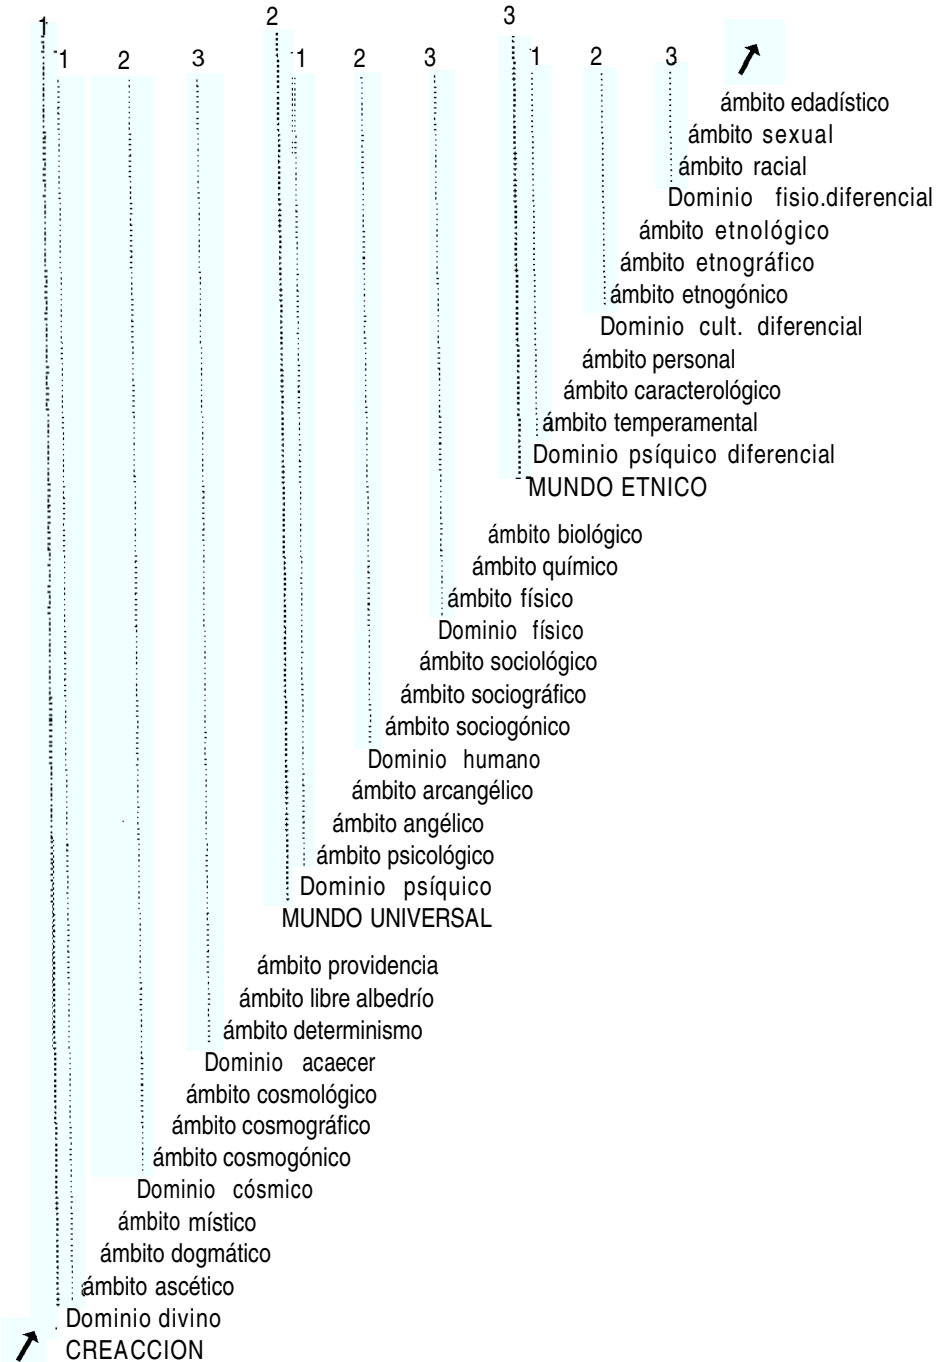 1 2 3
1 2 3 1 2 3 1 2 3
ámbito edadístico
ámbito sexual
ámbito racial
Dominio fisio.diferencial
ámbito etnológico
ámbito etnográfico
ámbito etnogónico
Dominio cult. diferencial
ámbito personal
ámbito caracterológico
ámbito temperamental
Dominio psíquico diferencial
MUNDO ETNICO
ámbito biológico
ámbito químico
ámbito físico
Dominio físico
ámbito sociológico
ámbito sociográfico
ámbito sociogónico
Dominio humano
ámbito arcangélico
ámbito angélico
ámbito psicológico
Dominio psíquico
MUNDO UNIVERSAL
ámbito providencia
ámbito libre albedrío
ámbito determinismo
Dominio acaecer
ámbito cosmológico
ámbito cosmográfico
ámbito cosmogónico
Dominio cósmico
ámbito místico
ámbito dogmático
ámbito ascético
Dominio divino
CREACCION